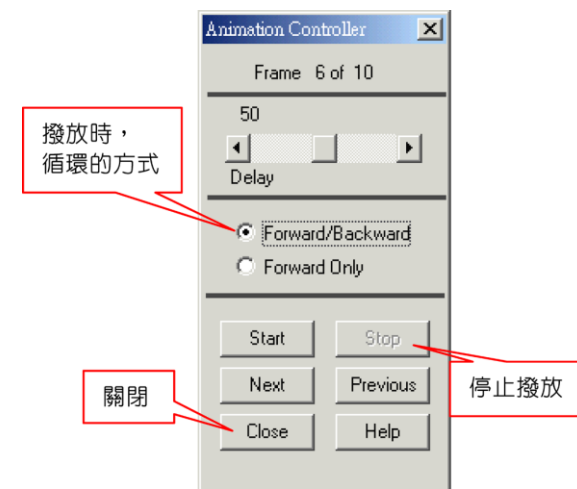 Animation Controller
Frame 6 of 10
50
Delay
撥放時，
循環的方式
Forward/Backward
Forward Only
Start
Stop
Next
Previous
Close
Help
關閉
停止撥放